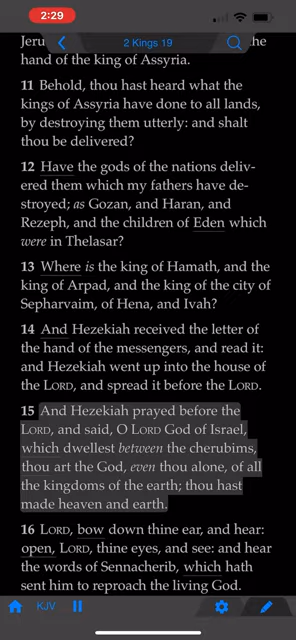 2:29
2 Kings 19
Jeru
he
hand of the king of Assyria.
11 Behold, thou hast heard what the
kings of Assyria have done to all lands,
by destroying them utterly: and shalt
thou be delivered?
12 Have the gods of the nations deliv-
ered them which my fathers have de-
stroyed; as Gozan, and Haran, and
Rezeph, and the children of Eden which
were in Thelasar?
13 Where is the king of Hamath, and the
king of Arpad, and the king of the city of
Sepharvaim, of Hena, and Ivah?
14 And Hezekiah received the letter of
the hand of the messengers, and read it:
and Hezekiah went up into the house of
the LORD, and spread it before the LORD.
15 And Hezekiah prayed before the
LORD, and said, O LORD God of Israel,
which dwellest between the cherubims,
thou art the God, even thou alone, of all
the kingdoms of the earth; thou hast
made heaven and earth.
16 LORD, bow down thine ear, and hear:
open, LORD, thine eyes, and see: and hear
the words of Sennacherib, which hath
sent him to reproach the living God.
KJV